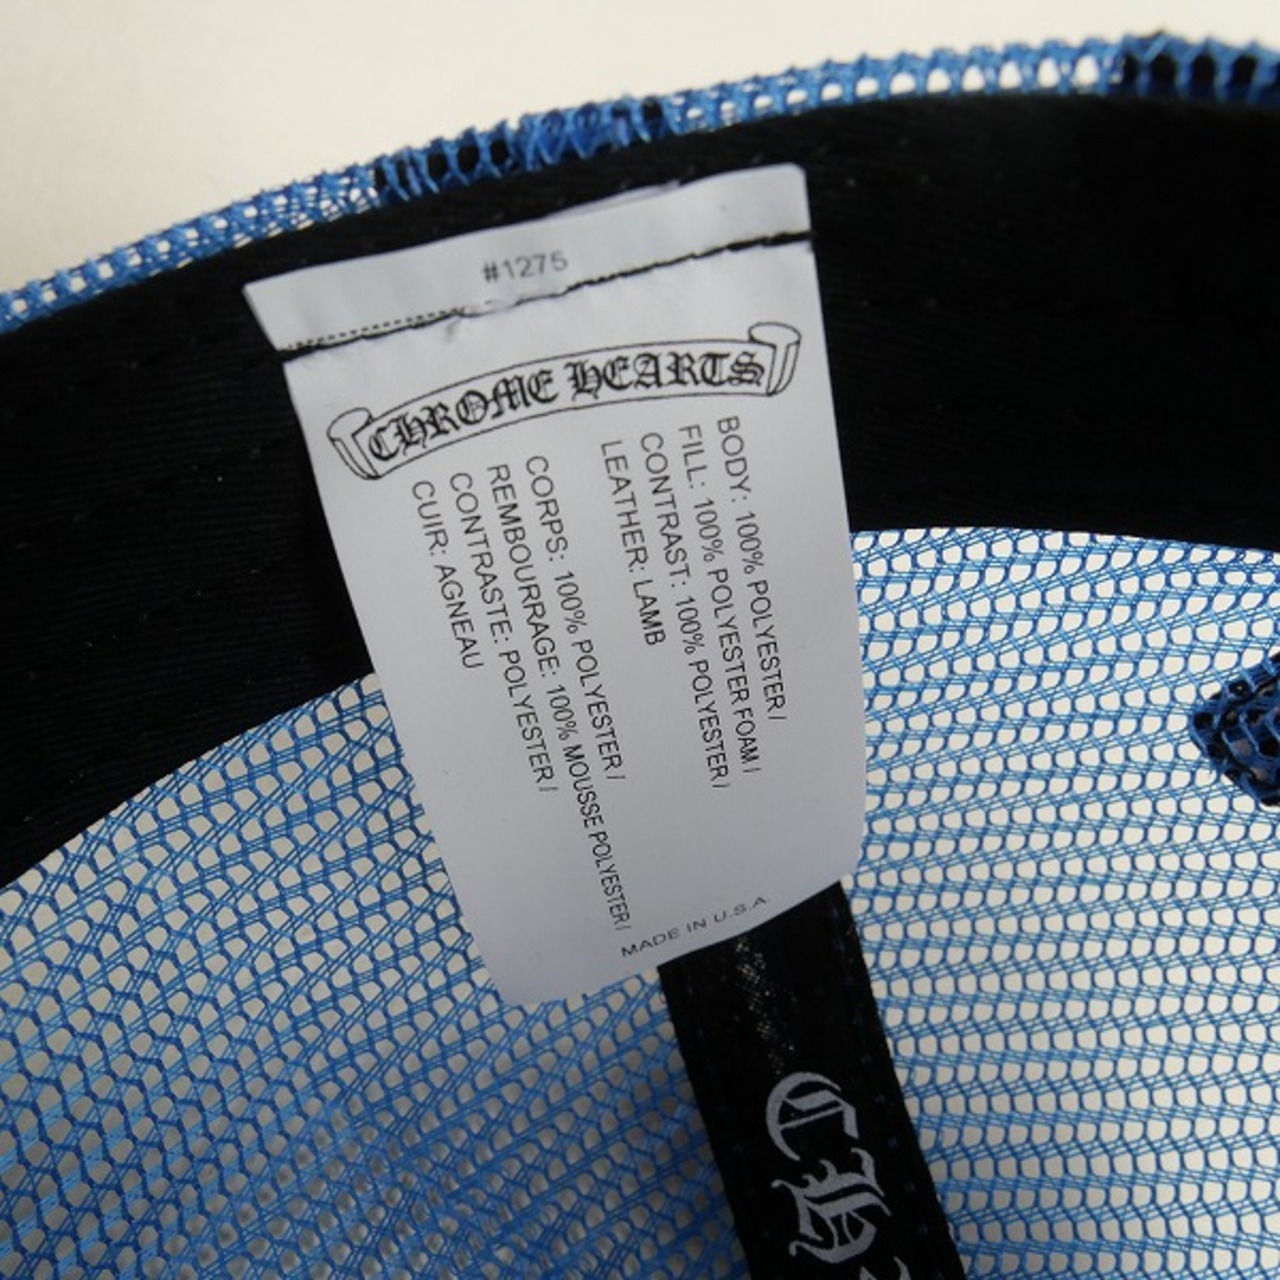 #1275
CHROME HEARTS
BODY: 100% POLYESTER/
FILL: 100% POLYESTER FOAM/
CONTRAST: 100% POLYESTER/
LEATHER: LAMB
CORPS: 100% POLYESTER/
REMBOURRAGE: 100% MOUSSE POLYESTER/
CONTRASTE: POLYESTER/
CUIR: AGNEAU
MADE IN U.S.A.
CH